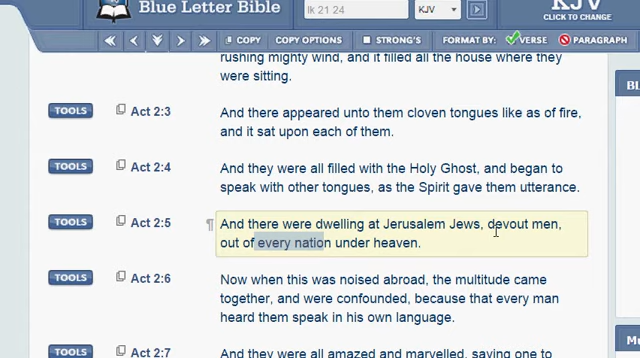 Blue Letter Bible
lk 21 24
KJV
KJV
CLICK TO CHANGE
COPY COPY OPTIONS STRONG'S FORMAT BY: VERSE PARAGRAPH
rushing mighty wind, and it filled all the house where they
were sitting.
TOOLS Act 2:3 And there appeared unto them cloven tongues like as of fire,
and it sat upon each of them.
TOOLS Act 2:4 And they were all filled with the Holy Ghost, and began to
speak with other tongues, as the Spirit gave them utterance.
TOOLS Act 2:5 ¶ And there were dwelling at Jerusalem Jews, devout men,
out of every nation under heaven.
TOOLS Act 2:6 Now when this was noised abroad, the multitude came
together, and were confounded, because that every man
heard them speak in his own language.
TOOLS Act 2:7 And they were all amazed and marvelled, saying one to
BL
Mu